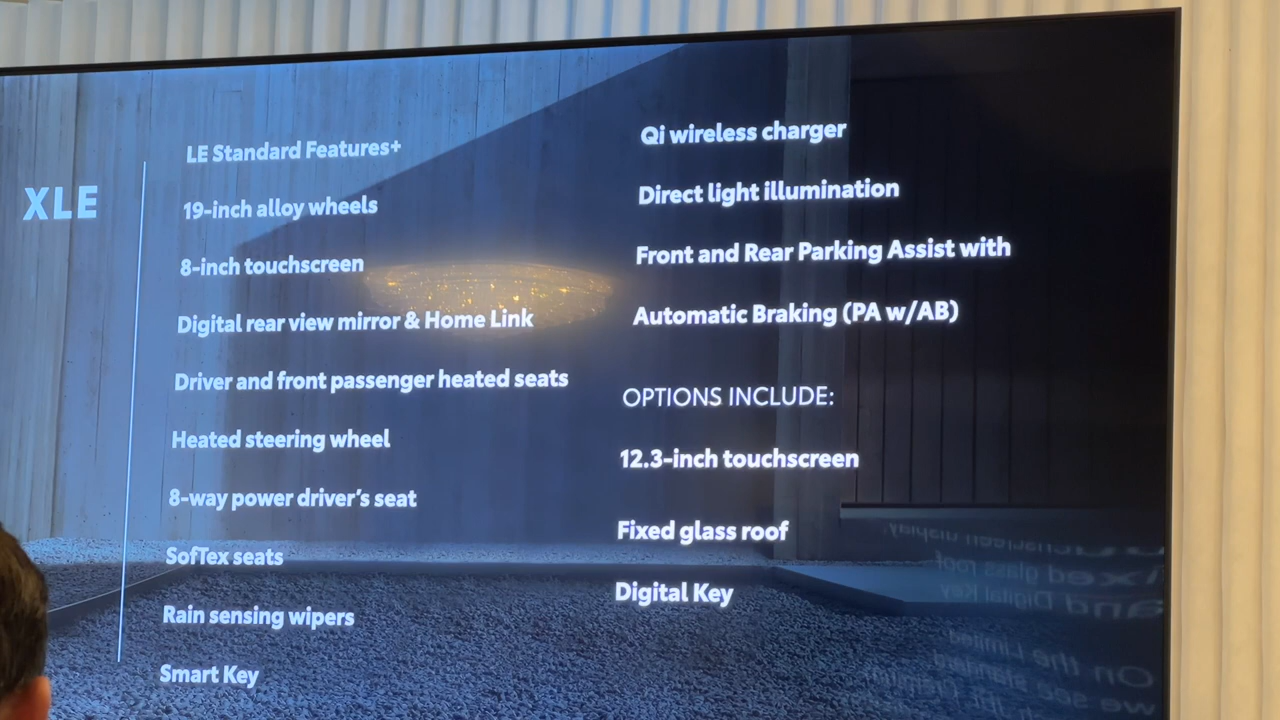 XLE
LE Standard Features+
19-inch alloy wheels
8-inch touchscreen
Digital rear view mirror & Home Link
Driver and front passenger heated seats
Heated steering wheel
8-way power driver's seat
SofTex seats
Rain sensing wipers
Smart Key
Qi wireless charger
Direct light illumination
Front and Rear Parking Assist with
Automatic Braking (PA w/AB)
OPTIONS INCLUDE:
12.3-inch touchscreen
Fixed glass roof
Digital Key